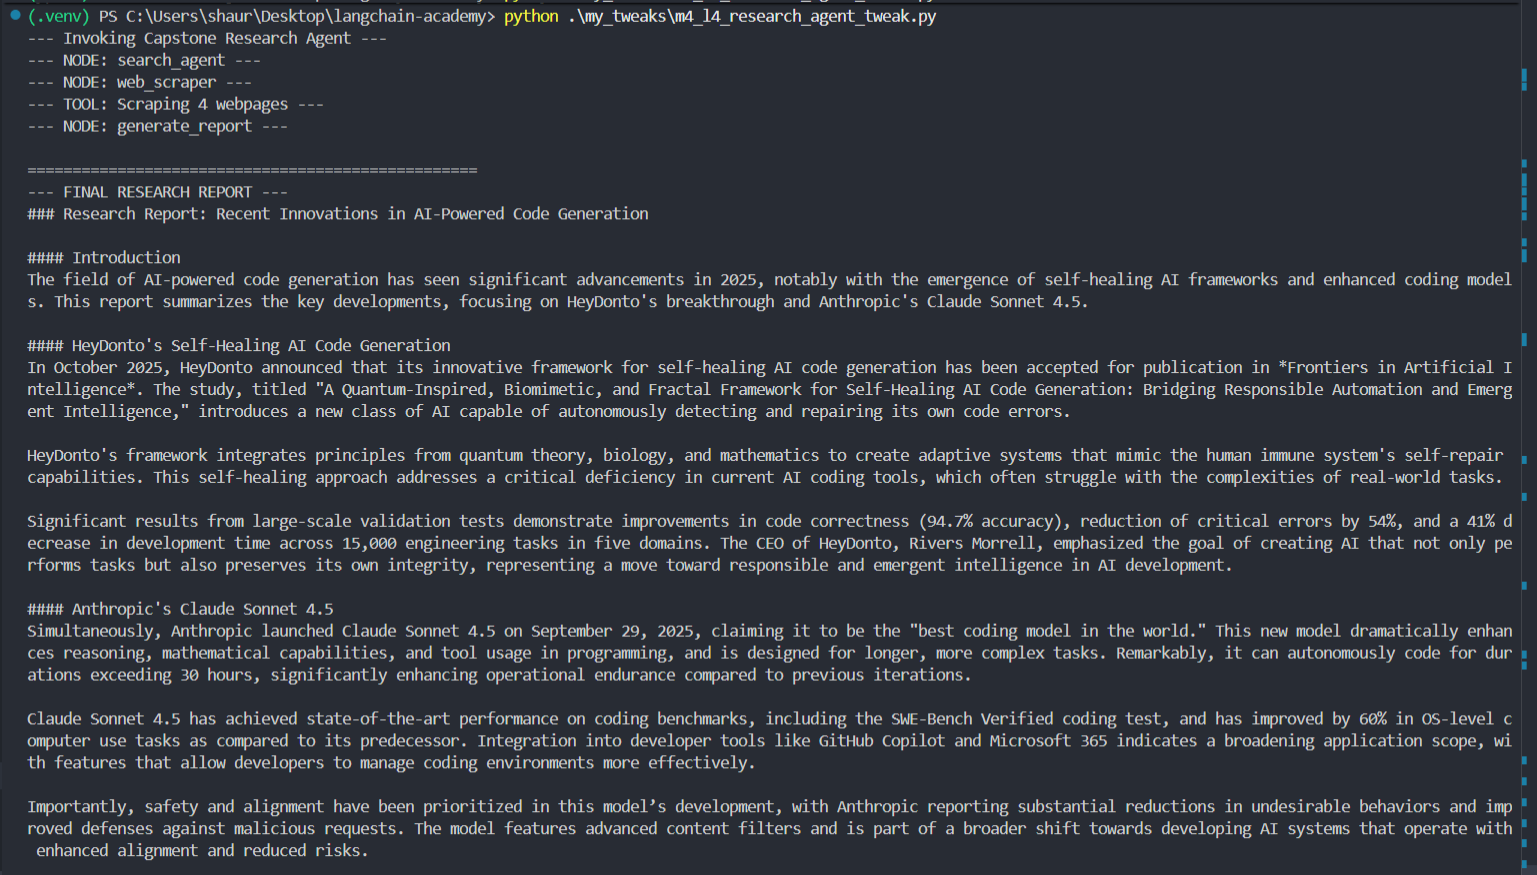 (.venv) PS C:\Users\shaur\Desktop\langchain-academy> python .\my_tweaks\m4_l4_research_agent_tweak.py
--- Invoking Capstone Research Agent ---
--- NODE: search_agent ---
--- NODE: web_scraper ---
--- TOOL: Scraping 4 webpages ---
--- NODE: generate_report ---
==================================================
--- FINAL RESEARCH REPORT ---
### Research Report: Recent Innovations in AI-Powered Code Generation
#### Introduction
The field of AI-powered code generation has seen significant advancements in 2025, notably with the emergence of self-healing AI frameworks and enhanced coding model
s. This report summarizes the key developments, focusing on HeyDonto's breakthrough and Anthropic's Claude Sonnet 4.5.
#### HeyDonto's Self-Healing AI Code Generation
In October 2025, HeyDonto announced that its innovative framework for self-healing AI code generation has been accepted for publication in *Frontiers in Artificial I
ntelligence*. The study, titled "A Quantum-Inspired, Biomimetic, and Fractal Framework for Self-Healing AI Code Generation: Bridging Responsible Automation and Emerg
ent Intelligence," introduces a new class of AI capable of autonomously detecting and repairing its own code errors.
HeyDonto's framework integrates principles from quantum theory, biology, and mathematics to create adaptive systems that mimic the human immune system's self-repair
capabilities. This self-healing approach addresses a critical deficiency in current AI coding tools, which often struggle with the complexities of real-world tasks.
Significant results from large-scale validation tests demonstrate improvements in code correctness (94.7% accuracy), reduction of critical errors by 54%, and a 41% d
ecrease in development time across 15,000 engineering tasks in five domains. The CEO of HeyDonto, Rivers Morrell, emphasized the goal of creating AI that not only pe
rforms tasks but also preserves its own integrity, representing a move toward responsible and emergent intelligence in AI development.
#### Anthropic's Claude Sonnet 4.5
Simultaneously, Anthropic launched Claude Sonnet 4.5 on September 29, 2025, claiming it to be the "best coding model in the world." This new model dramatically enhan
ces reasoning, mathematical capabilities, and tool usage in programming, and is designed for longer, more complex tasks. Remarkably, it can autonomously code for dur
ations exceeding 30 hours, significantly enhancing operational endurance compared to previous iterations.
Claude Sonnet 4.5 has achieved state-of-the-art performance on coding benchmarks, including the SWE-Bench Verified coding test, and has improved by 60% in OS-level c
omputer use tasks as compared to its predecessor. Integration into developer tools like GitHub Copilot and Microsoft 365 indicates a broadening application scope, wi
th features that allow developers to manage coding environments more effectively.
Importantly, safety and alignment have been prioritized in this model’s development, with Anthropic reporting substantial reductions in undesirable behaviors and imp
roved defenses against malicious requests. The model features advanced content filters and is part of a broader shift towards developing AI systems that operate with
enhanced alignment and reduced risks.